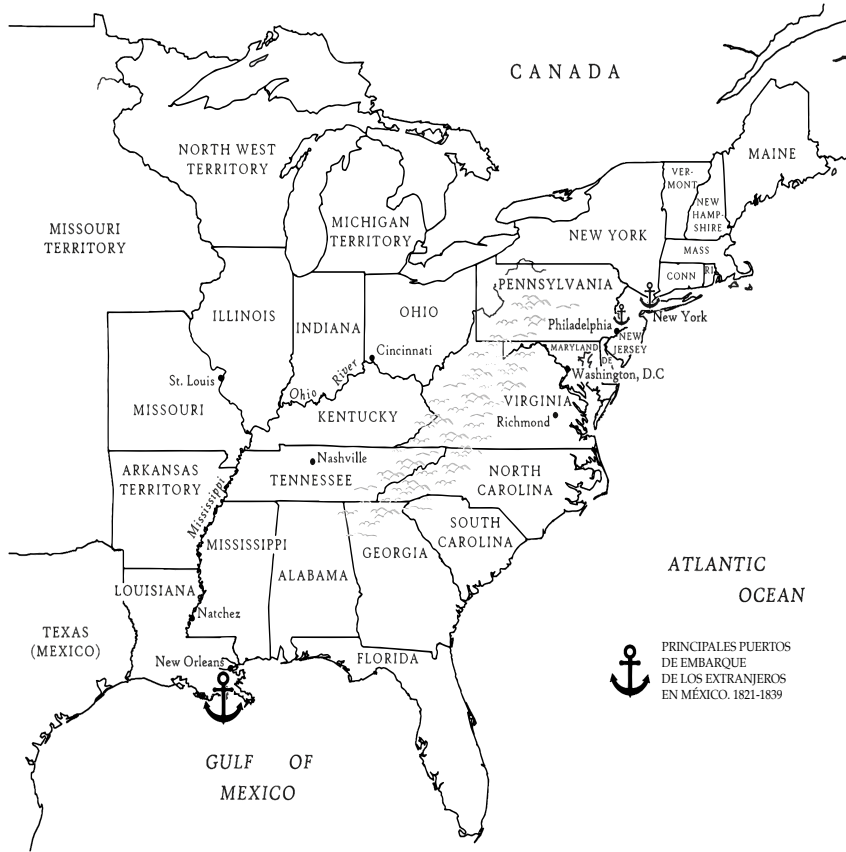 CANADA
MAINE
NORTH WEST
TERRITORY
VER-
MONT
NEW
HAMP-
SHIRE
MISSOURI
TERRITORY
MICHIGAN
TERRITORY
NEW YORK
MASS
CONN
RI
PENNSYLVANIA
ILLINOIS
INDIANA
OHIO
New York
Philadelphia
NEW
JERSEY
MARYLAND
DE
Cincinnati
Ohio River
Washington, D.C
St. Louis
MISSOURI
KENTUCKY
VIRGINIA
Richmond
Nashville
TENNESSEE
ARKANSAS
TERRITORY
Mississippi
NORTH
CAROLINA
SOUTH
CAROLINA
MISSISSIPPI
ALABAMA
GEORGIA
LOUISIANA
Natchez
ATLANTIC
OCEAN
TEXAS
(MEXICO)
New Orleans
FLORIDA
PRINCIPALES PUERTOS
DE EMBARQUE
DE LOS EXTRANJEROS
EN MÉXICO. 1821-1839
GULF OF
MEXICO